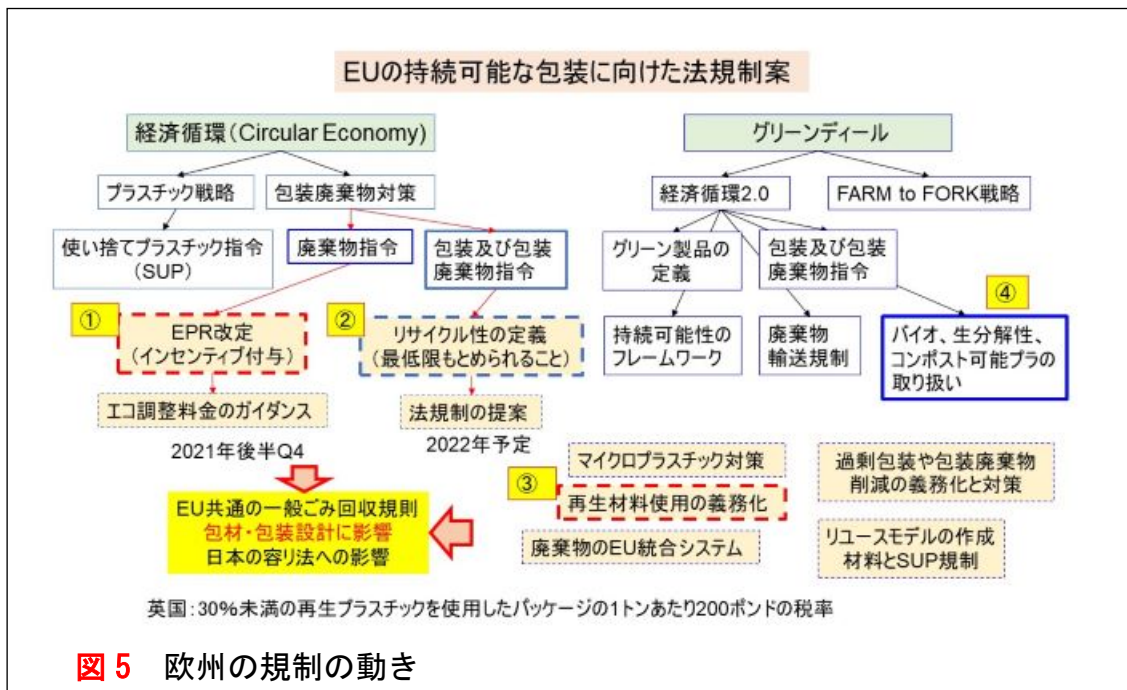 EUの持続可能な包装に向けた法規制案
経済循環(Circular Economy)
グリーンディール
プラスチック戦略
包装廃棄物対策
経済循環2.0
FARM to FORK戦略
使い捨てプラスチック指令
(SUP)
廃棄物指令
包装及び包装
廃棄物指令
グリーン製品の
定義
包装及び包装
廃棄物指令
①
EPR改定
(インセンティブ付与)
②
リサイクル性の定義
(最低限もとめられること)
持続可能性の
フレームワーク
廃棄物
輸送規制
④
バイオ、生分解性、
コンポスト可能プラの
取り扱い
エコ調整料金のガイダンス
2021年後半Q4
法規制の提案
2022年予定
マイクロプラスチック対策
③
再生材料使用の義務化
廃棄物のEU統合システム
過剰包装や包装廃棄物
削減の義務化と対策
リユースモデルの作成
材料とSUP規制
EU共通の一般ごみ回収規則
包材・包装設計に影響
日本の容リ法への影響
英国:30%未満の再生プラスチックを使用したパッケージの1トンあたり200ポンドの税率
図5 欧州の規制の動き